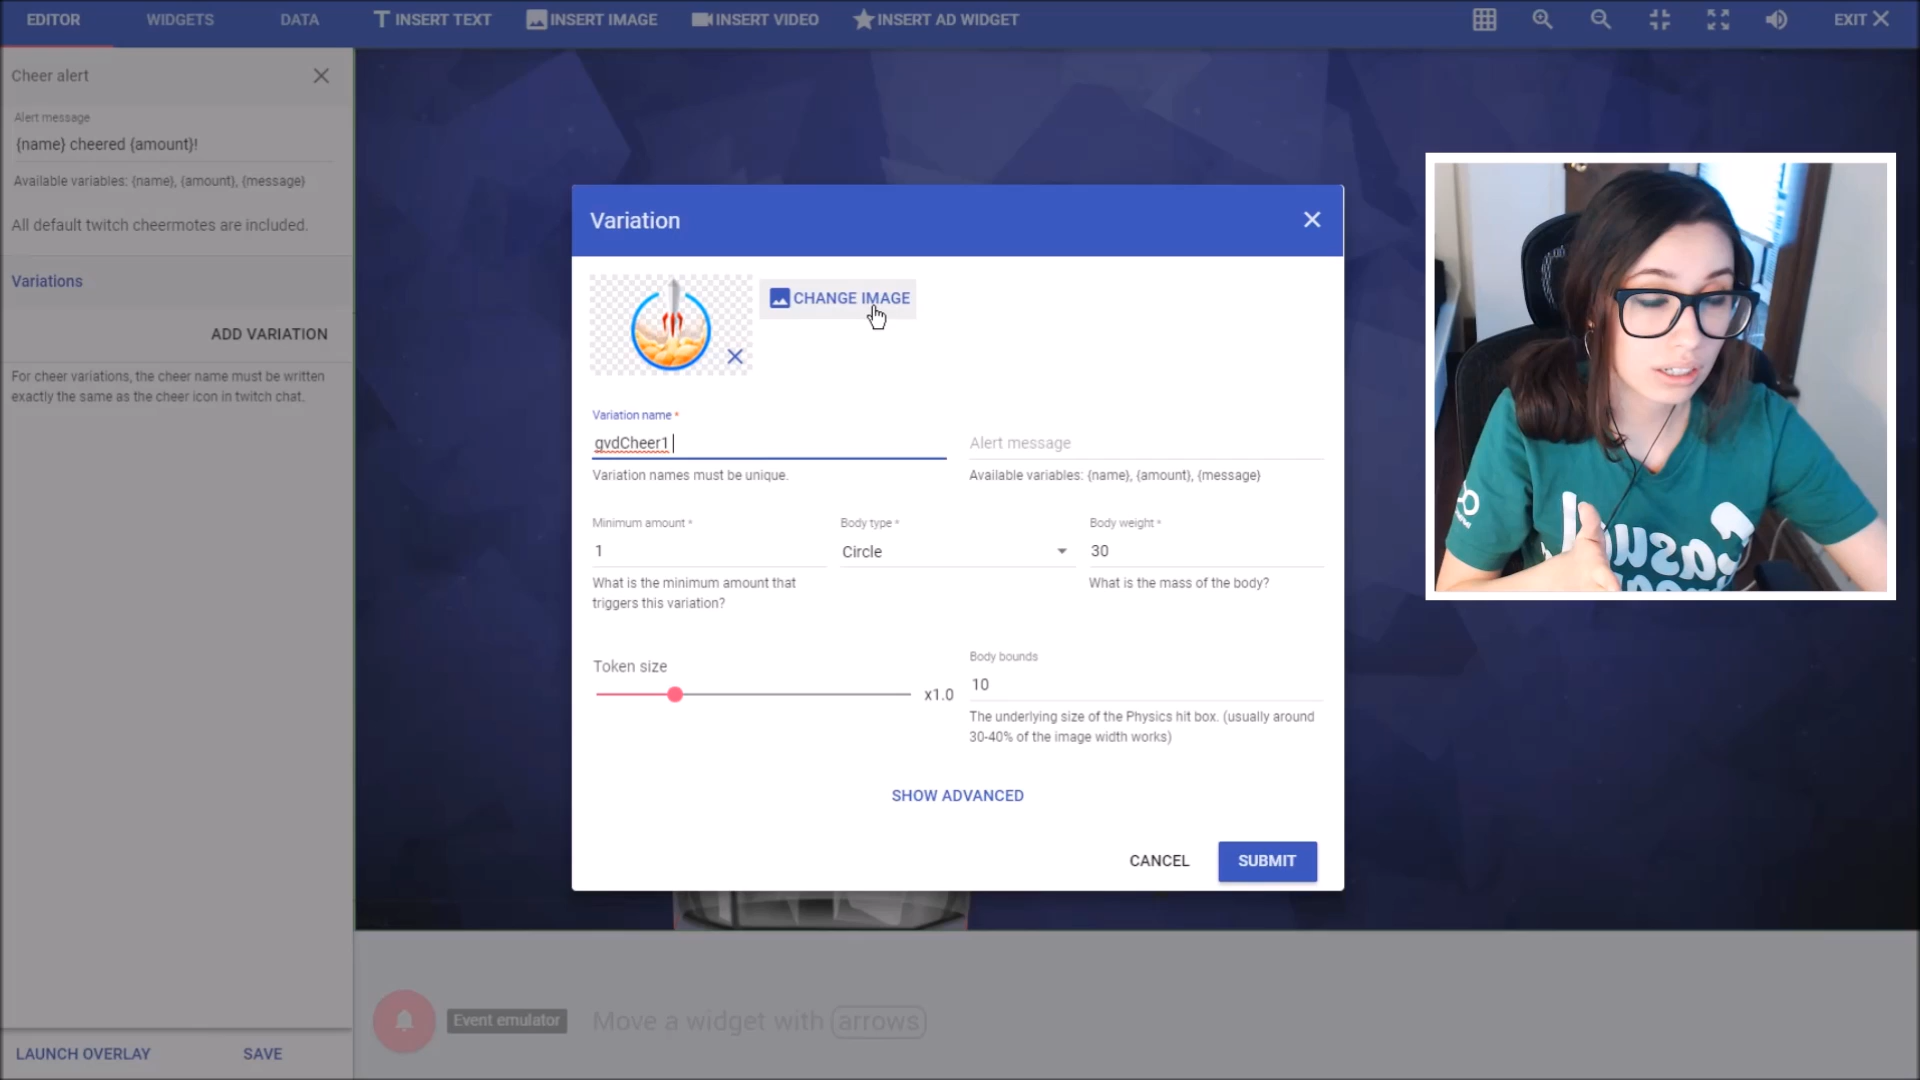 EDITOR
WIDGETS
DATA
INSERT TEXT
INSERT IMAGE
INSERT VIDEO
INSERT AD WIDGET
EXIT
Cheer alert
Alert message
{name} cheered {amount}!
Available variables: {name}, {amount}, {message}
All default twitch cheermotes are included.
Variations
ADD VARIATION
For cheer variations, the cheer name must be written
exactly the same as the cheer icon in twitch chat.
LAUNCH OVERLAY
SAVE
Variation
CHANGE IMAGE
Variation name *
gvdCheer1
Variation names must be unique.
Alert message
Available variables: {name}, {amount}, {message}
Minimum amount *
1
What is the minimum amount that
triggers this variation?
Body type *
Circle
Body weight *
30
What is the mass of the body?
Token size
x1.0
Body bounds
10
The underlying size of the Physics hit box. (usually around
30-40% of the image width works)
SHOW ADVANCED
CANCEL
SUBMIT
Event emulator
Move a widget with arrows
Casual